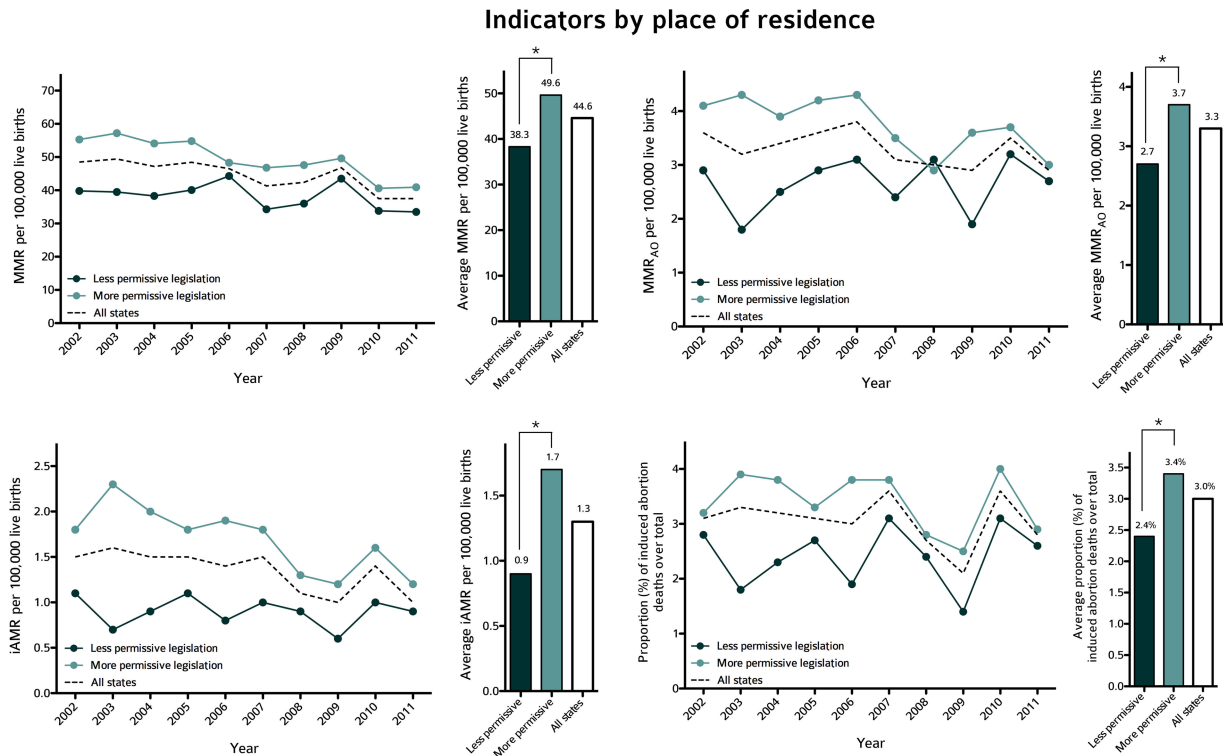 Indicators by place of residence
MMR per 100,000 live births
70
60
50
40
30
20
10
0
Less permissive legislation
More permissive legislation
All states
2002
2003
2004
2005
2006
2007
2008
2009
2010
2011
Year
Average MMR per 100,000 live births
50
40
30
20
10
0
*
38.3
49.6
44.6
Less permissive
More permissive
All states
MMRAO per 100,000 live births
4
3
2
1
0
Less permissive legislation
More permissive legislation
All states
2002
2003
2004
2005
2006
2007
2008
2009
2010
2011
Year
Average MMRAO per 100,000 live births
4
3
2
1
0
*
2.7
3.7
3.3
Less permissive
More permissive
All states
iAMR per 100,000 live births
2.5
2.0
1.5
1.0
0.5
0.0
Less permissive legislation
More permissive legislation
All states
2002
2003
2004
2005
2006
2007
2008
2009
2010
2011
Year
Average iAMR per 100,000 live births
1.5
1.0
0.5
0.0
*
0.9
1.7
1.3
Less permissive
More permissive
All states
Proportion (%) of induced abortion
deaths over total
4
3
2
1
0
Less permissive legislation
More permissive legislation
All states
2002
2003
2004
2005
2006
2007
2008
2009
2010
2011
Year
Average proportion (%) of
induced abortion deaths over total
3.5
3.0
2.5
2.0
1.5
1.0
0.5
0.0
*
2.4%
3.4%
3.0%
Less permissive
More permissive
All states